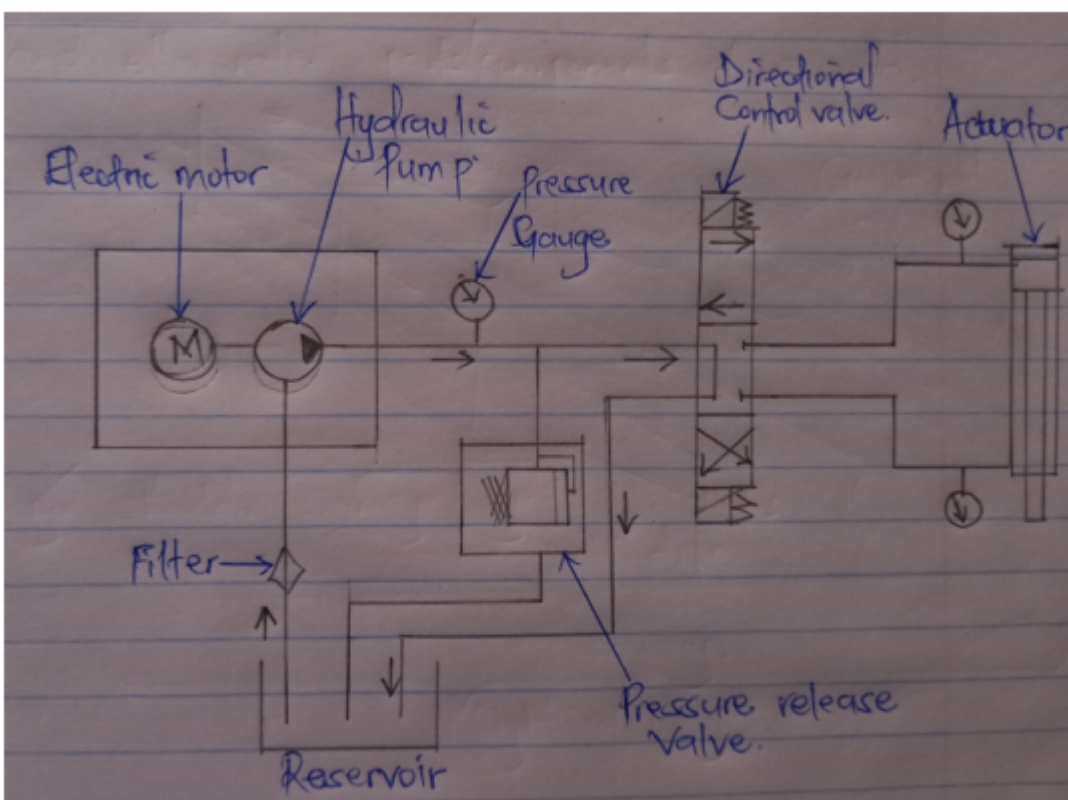 Directional
Control valve.
Actuator
Hydraulic
Pump
Electric motor
Pressure
Gauge
M
Filter
Pressure release
Valve.
Reservoir